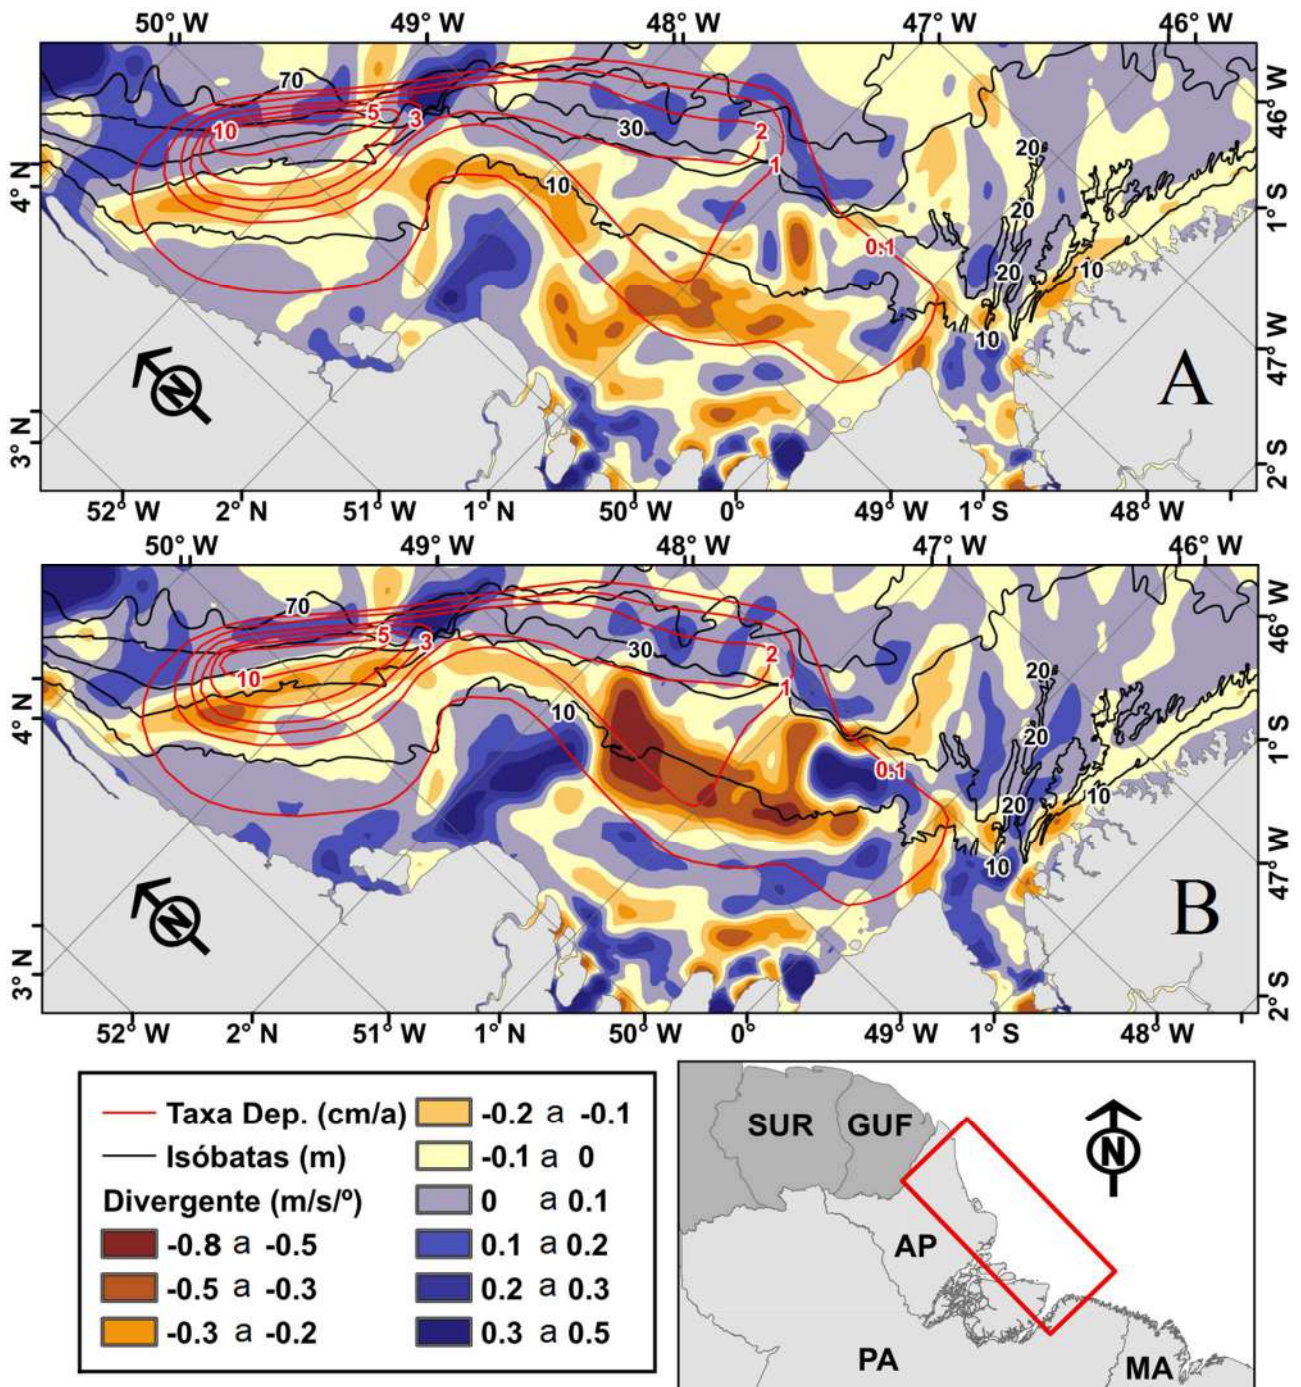 50° W 49° W 48° W 47° W 46° W
70
5
3
10
30
2
1
10
0.1
20
20
20
10
10
4° N
3° N
46° W
1° S
47° W
2° S
N
A
52° W 2° N 51° W 1° N 50° W 0° 49° W 1° S 48° W
50° W 49° W 48° W 47° W 46° W
70
5
3
10
30
2
1
10
0.1
20
20
20
10
10
4° N
3° N
46° W
1° S
47° W
2° S
N
B
52° W 2° N 51° W 1° N 50° W 0° 49° W 1° S 48° W
Taxa Dep. (cm/a)
Isóbatas (m)
Divergente (m/s/º)
-0.8 a -0.5
-0.5 a -0.3
-0.3 a -0.2
-0.2 a -0.1
-0.1 a 0
0 a 0.1
0.1 a 0.2
0.2 a 0.3
0.3 a 0.5
SUR GUF
N
AP
PA
MA